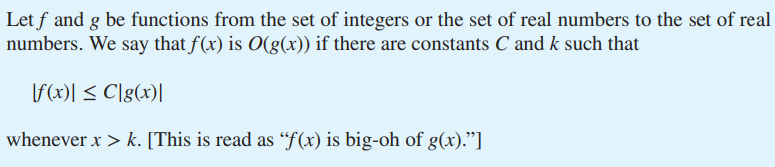 Let f and g be functions from the set of integers or the set of real numbers to the set of real
numbers. We say that f(x) is O(g(x)) if there are constants C and k such that
|f(x)| ≤ C|g(x)|
whenever x > k. [This is read as “f(x) is big-oh of g(x).”]